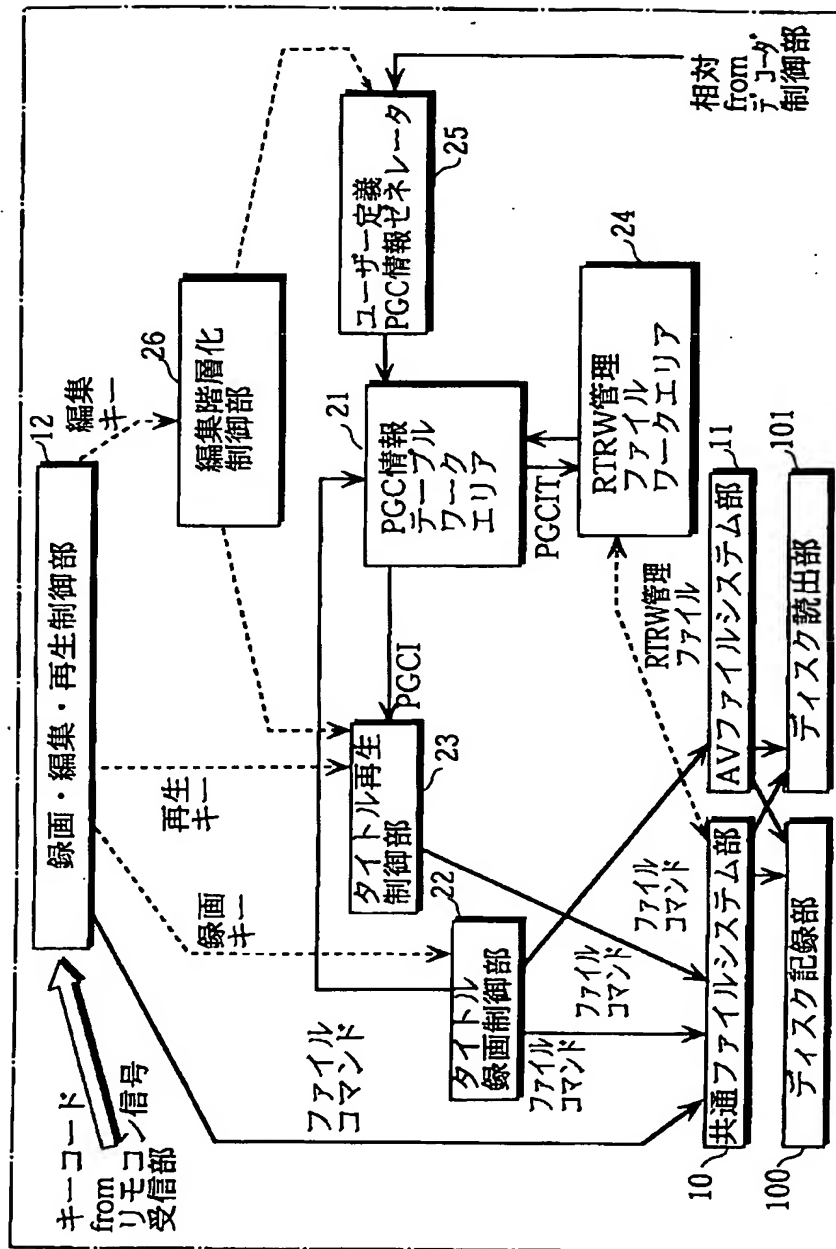 キーコード
from
リモコン信号
受信部
12
録画・編集・再生制御部
編集
キー
26
編集階層化
制御部
録画
キー
再生
キー
ファイル
コマンド
22
タイトル
録画制御部
タイトル再生
制御部
23
PGCI
21
PGC情報
テーブル
ワーク
エリア
ユーザー定義
PGC情報ゼネレータ
25
相対
from
デコーダ
制御部
PGCIT
24
RTRW管理
ファイル
ワークエリア
RTRW管理
ファイル
ファイル
コマンド
ファイル
コマンド
ファイル
コマンド
10
共通ファイルシステム部
11
AVファイルシステム部
100
ディスク記録部
101
ディスク読出部